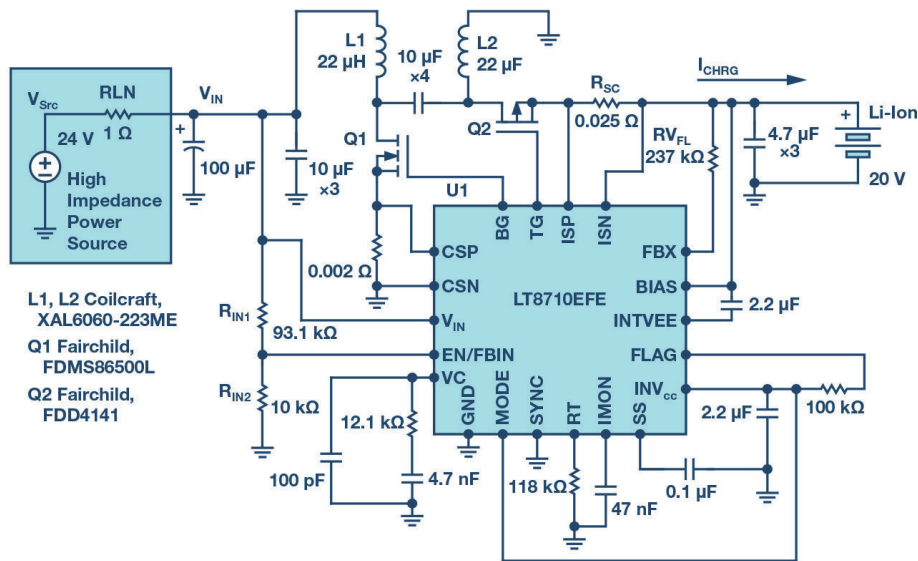 L1
22 µH
10 µF
×4
L2
22 µF
I_CHRG
R_SC
0.025 Ω
Li-Ion
+
20 V
4.7 µF
×3
RV_FL
237 kΩ
Q2
Q1
V_Src
RLN
1 Ω
24 V
High
Impedance
Power
Source
V_IN
+
100 µF
10 µF
×3
U1
BG
TG
ISP
ISN
CSP
CSN
V_IN
EN/FBIN
VC
LT8710EFE
FBX
BIAS
INTVEE
FLAG
INV_cc
GND
MODE
SYNC
RT
IMON
SS
0.002 Ω
2.2 µF
100 kΩ
2.2 µF
0.1 µF
R_IN1
93.1 kΩ
R_IN2
10 kΩ
12.1 kΩ
100 pF
4.7 nF
118 kΩ
47 nF
L1, L2 Coilcraft,
XAL6060-223ME
Q1 Fairchild,
FDMS86500L
Q2 Fairchild,
FDD4141